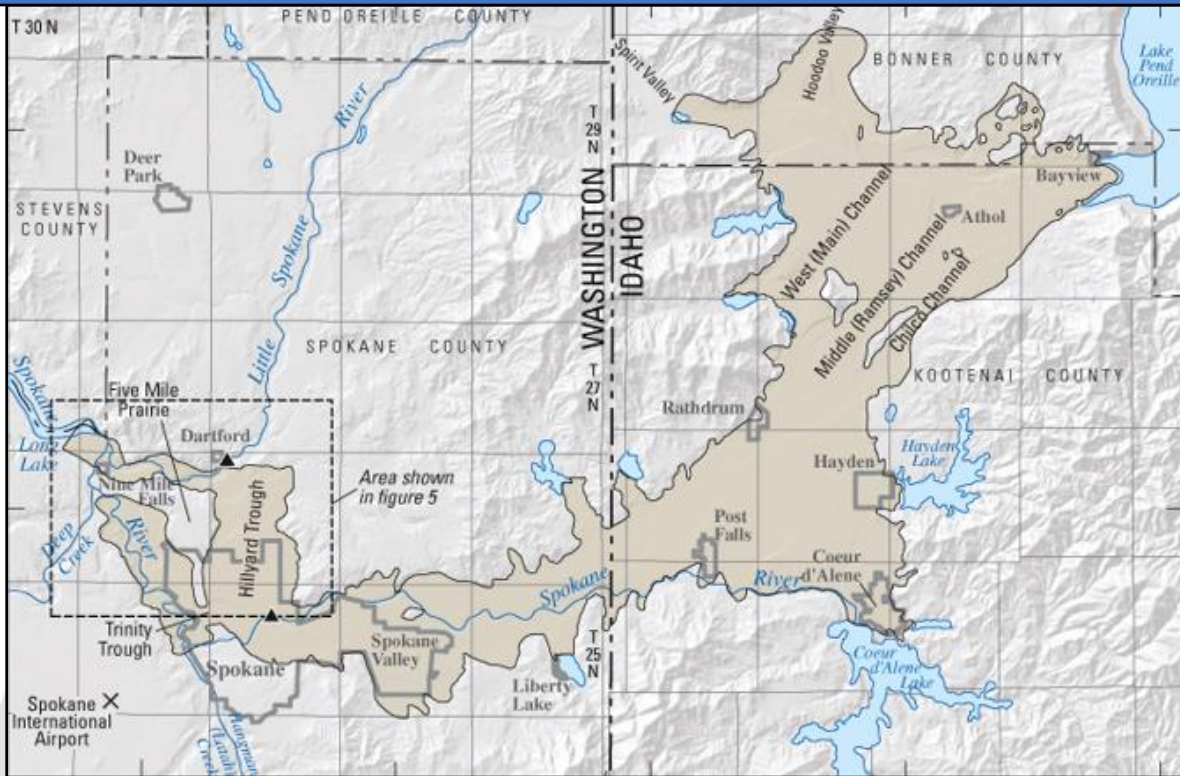 T 30 N
PEND OREILLE COUNTY
Spirit Valley
Hoodoo Valley
BONNER COUNTY
Lake
Pend
Oreille
River
T
29
N
Deer
Park
STEVENS
COUNTY
Bayview
Athol
WASHINGTON
IDAHO
West (Main) Channel
Middle (Ramsey) Channel
Chilco Channel
Spokane
Little
SPOKANE COUNTY
T
27
N
KOOTENAI COUNTY
Spokane
Five Mile
Prairie
Rathdrum
Long
Lake
Dartford
Hayden
Lake
Hayden
Nine Mile
Falls
Area shown
in figure 5
Hillyard Trough
Deep
Creek
River
Post
Falls
Coeur
d'Alene
Spokane
River
Trinity
Trough
Spokane
Spokane
Valley
T
25
N
Liberty
Lake
Coeur
d'Alene
Lake
Spokane
International
Airport
Hangman
(Latah)
Creek